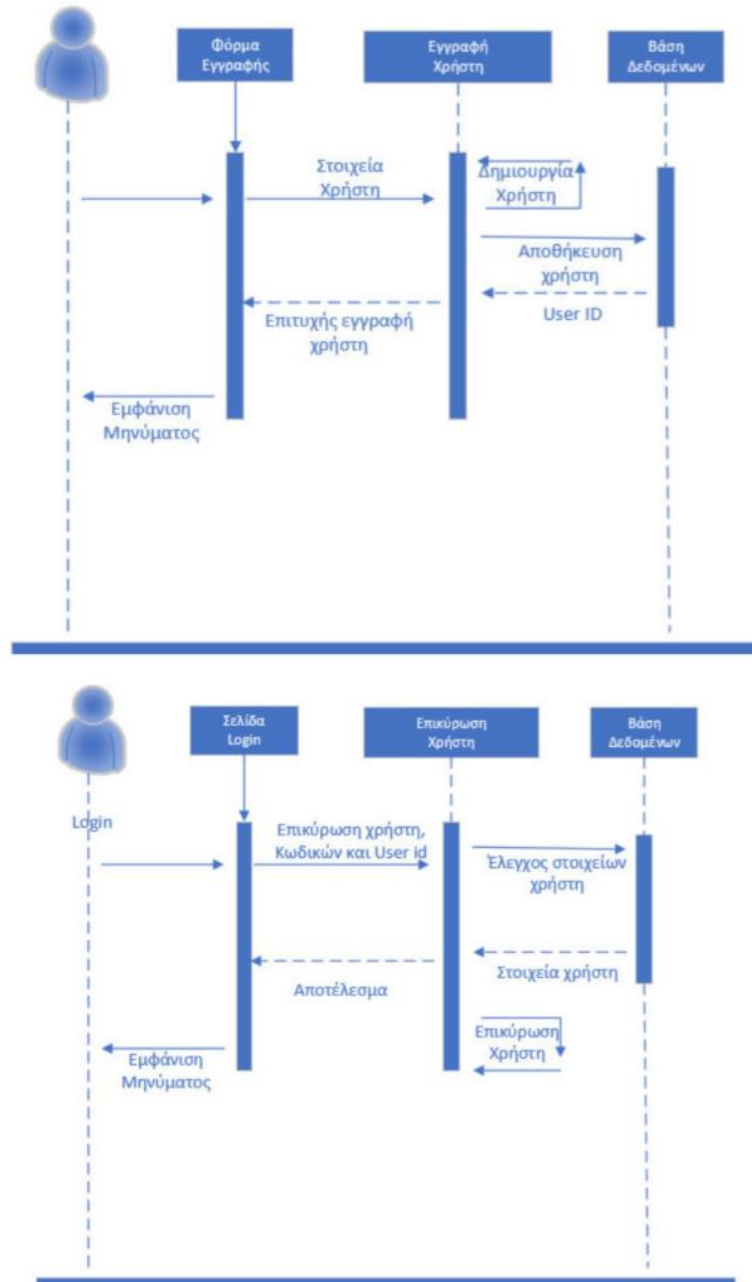 Φόρμα
Εγγραφής
Εγγραφή
Χρήστη
Βάση
Δεδομένων
Στοιχεία
Χρήστη
Δημιουργία
Χρήστη
Αποθήκευση
χρήστη
User ID
Επιτυχής εγγραφή
χρήστη
Εμφάνιση
Μηνύματος
Σελίδα
Login
Επικύρωση
Χρήστη
Βάση
Δεδομένων
Login
Επικύρωση χρήστη,
Κωδικών και User id
Έλεγχος στοιχείων
χρήστη
Στοιχεία χρήστη
Αποτέλεσμα
Επικύρωση
Χρήστη
Εμφάνιση
Μηνύματος